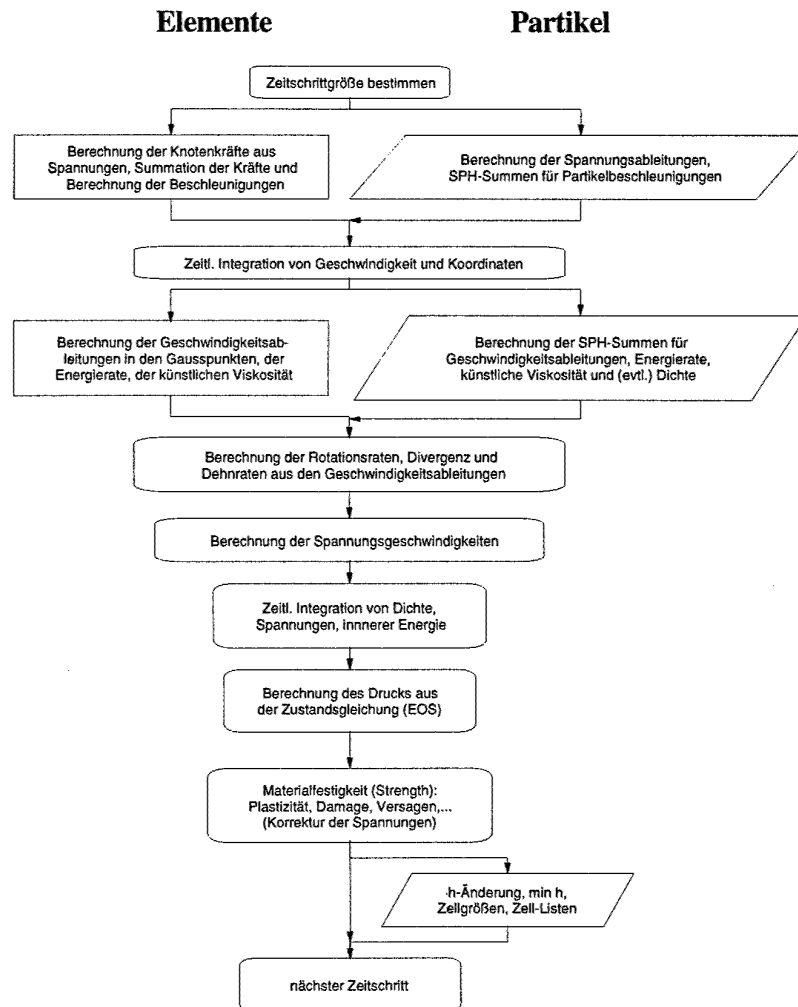 Elemente
Partikel
Zeitschrittgröße bestimmen
Berechnung der Knotenkräfte aus
Spannungen, Summation der Kräfte und
Berechnung der Beschleunigungen
Berechnung der Spannungsableitungen,
SPH-Summen für Partikelbeschleunigungen
Zeitl. Integration von Geschwindigkeit und Koordinaten
Berechnung der Geschwindigkeitsab-
leitungen in den Gausspunkten, der
Energierate, der künstlichen Viskosität
Berechnung der SPH-Summen für
Geschwindigkeitsableitungen, Energierate,
künstliche Viskosität und (evtl.) Dichte
Berechnung der Rotationsraten, Divergenz und
Dehnraten aus den Geschwindigkeitsableitungen
Berechnung der Spannungsgeschwindigkeiten
Zeitl. Integration von Dichte,
Spannungen, innnerer Energie
Berechnung des Drucks aus
der Zustandsgleichung (EOS)
Materialfestigkeit (Strength):
Plastizität, Damage, Versagen,...
(Korrektur der Spannungen)
h-Änderung, min h,
Zellgrößen, Zell-Listen
nächster Zeitschritt